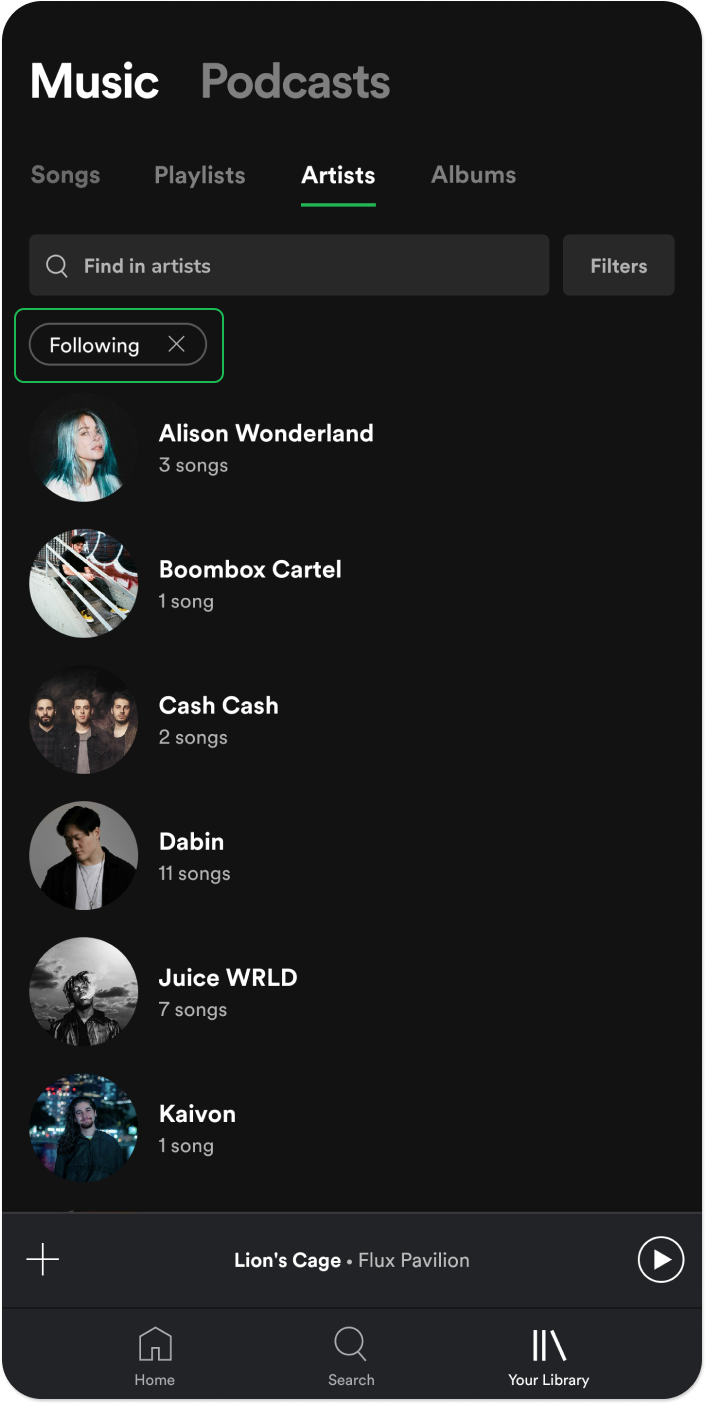 Music Podcasts
Songs Playlists Artists Albums
Find in artists Filters
Following
Alison Wonderland
3 songs
Boombox Cartel
1 song
Cash Cash
2 songs
Dabin
11 songs
Juice WRLD
7 songs
Kaivon
1 song
Lion's Cage • Flux Pavilion
Home Search Your Library